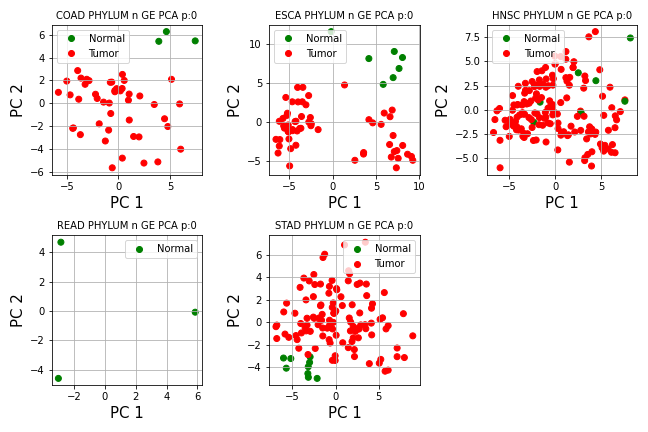 COAD PHYLUM n GE PCA p:0
ESCA PHYLUM n GE PCA p:0
HNSC PHYLUM n GE PCA p:0
Normal
Tumor
Normal
Tumor
Normal
Tumor
6
4
2
0
−2
−4
−6
10
5
0
−5
7.5
5.0
2.5
0.0
−2.5
−5.0
PC 2
PC 2
PC 2
−5
0
5
−5
0
5
10
−5
0
5
PC 1
PC 1
PC 1
READ PHYLUM n GE PCA p:0
STAD PHYLUM n GE PCA p:0
Normal
Normal
Tumor
4
2
0
−2
−4
6
4
2
0
−2
−4
PC 2
PC 2
−2
0
2
4
6
−5
0
5
PC 1
PC 1